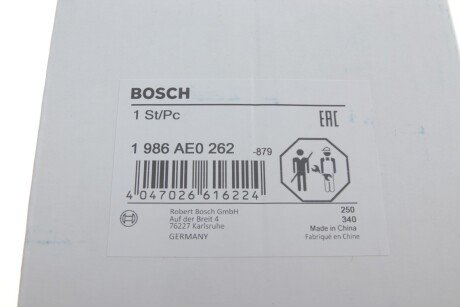 BOSCH
1 St/Pc
EAC
1 986 AE0 262 -879
4 047026 616224
Robert Bosch GmbH
Auf der Breit 4
76227 Karlsruhe
GERMANY
250
340
Made in China
Fabriqué en Chine